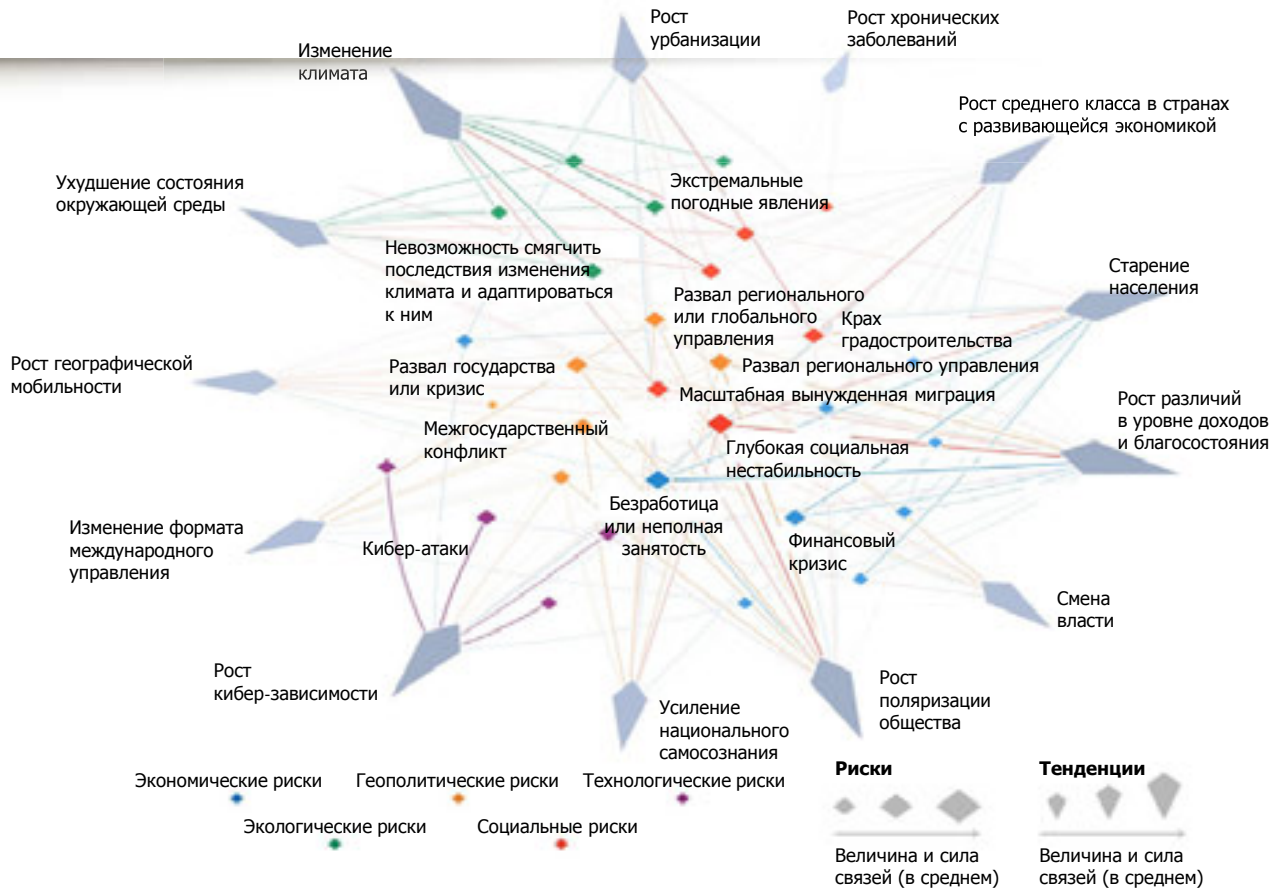 Рост
урбанизации
Рост хронических
заболеваний
Изменение
климата
Рост среднего класса в странах
с развивающейся экономикой
Ухудшение состояния
окружающей среды
Экстремальные
погодные явления
Невозможность смягчить
последствия изменения
климата и адаптироваться
к ним
Старение
населения
Развал регионального
или глобального
управления
Крах
градостроительства
Рост географической
мобильности
Развал государства
или кризис
Развал регионального управления
Масштабная вынужденная миграция
Рост различий
в уровне доходов
и благосостояния
Межгосударственный
конфликт
Глубокая социальная
нестабильность
Безработица
или неполная
занятость
Изменение формата
международного
управления
Кибер-атаки
Финансовый
кризис
Смена
власти
Рост
кибер-зависимости
Усиление
национального
самосознания
Рост
поляризации
общества
Экономические риски
Геополитические риски
Технологические риски
Экологические риски
Социальные риски
Риски
Величина и сила
связей (в среднем)
Тенденции
Величина и сила
связей (в среднем)